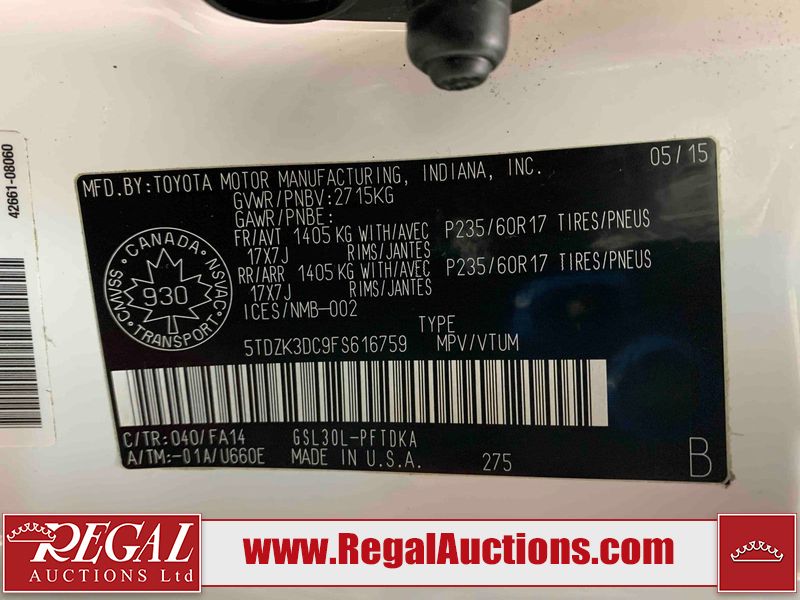 42661-08060
MFD.BY:TOYOTA MOTOR MANUFACTURING, INDIANA, INC. 05/15
GVWR/PNBV:2715KG
GAWR/PNBE:
FR/AVT 1405 KG WITH/AVEC P235/60R17 TIRES/PNEUS
17X7J RIMS/JANTES
RR/ARR 1405 KG WITH/AVEC P235/60R17 TIRES/PNEUS
17X7J RIMS/JANTES
ICES/NMB-002
CANADA
CMVSS NSVAC
930
TRANSPORT
TYPE
5TDZK3DC9FS616759 MPV/VTUM
C/TR:040/FA14 GSL30L-PFTDKA
A/TM:-01A/U660E MADE IN U.S.A. 275 B
REGAL
AUCTIONS Ltd
www.RegalAuctions.com